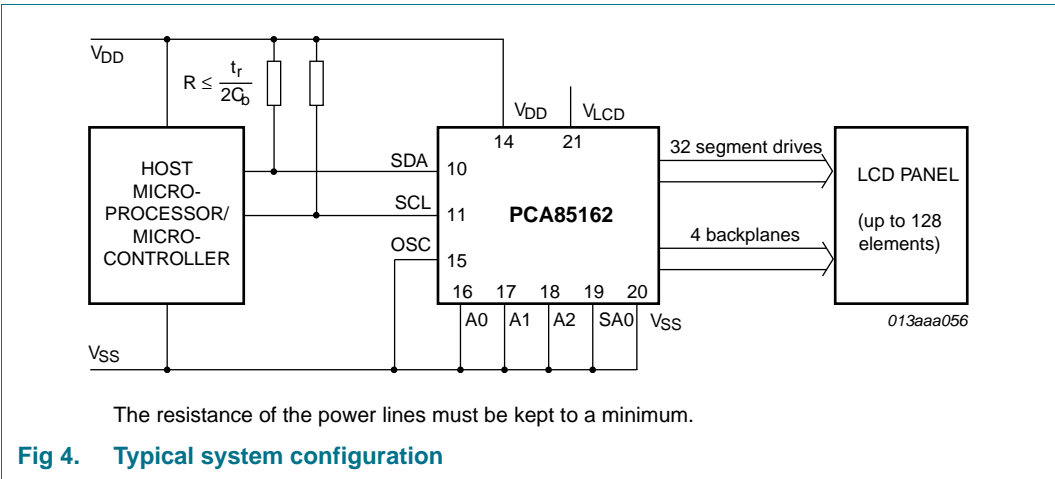 VDD
R ≤ tr
2Cb
VDD
VLCD
14
21
HOST
MICRO-
PROCESSOR/
MICRO-
CONTROLLER
SDA
10
SCL
11
OSC
15
PCA85162
16
17
18
19
20
A0
A1
A2
SA0
VSS
32 segment drives
4 backplanes
LCD PANEL
(up to 128
elements)
013aaa056
VSS
The resistance of the power lines must be kept to a minimum.
Fig 4. Typical system configuration